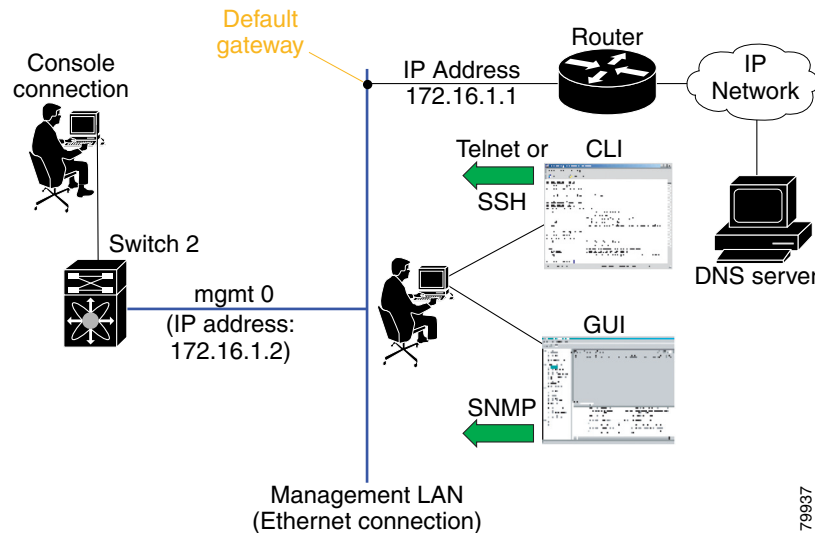 Default
gateway
Router
Console
connection
IP Address
172.16.1.1
IP
Network
Telnet or
CLI
SSH
Switch 2
DNS server
mgmt 0
(IP address:
172.16.1.2)
GUI
SNMP
Management LAN
(Ethernet connection)
79937